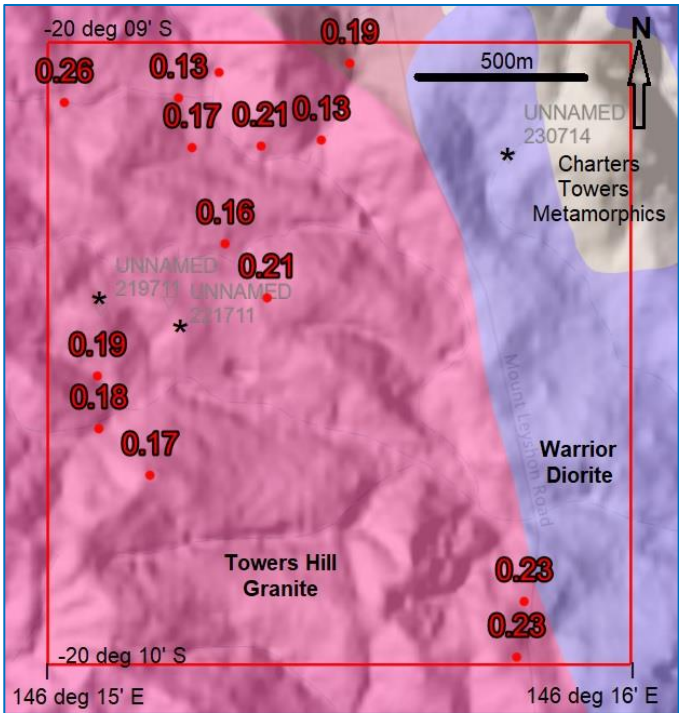 -20 deg 09' S
0.19
N
0.26
0.13
500m
0.17
0.21
0.13
UNNAMED
230714
Charters
Towers
Metamorphics
0.16
0.21
UNNAMED
219711
UNNAMED
221711
0.19
0.18
0.17
Mount Leyshon Road
Warrior
Diorite
Towers Hill
Granite
0.23
0.23
-20 deg 10' S
146 deg 15' E
146 deg 16' E